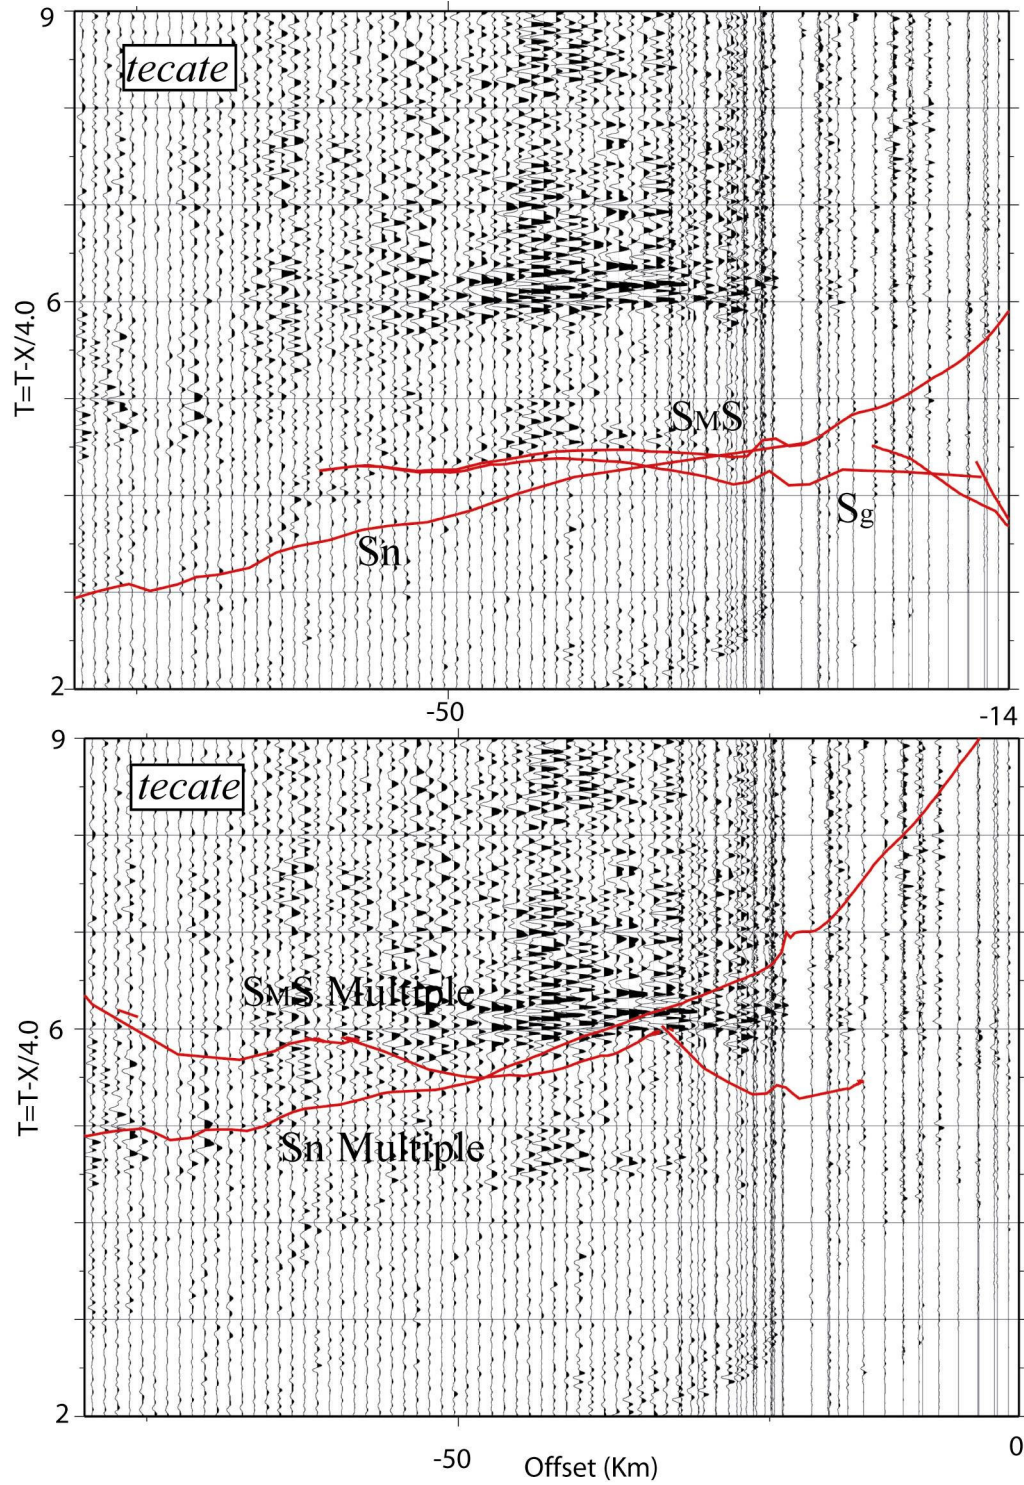 9
tecate
T=T-X/4.0
6
SMS
Sg
Sn
2
-50
-14
9
tecate
SMS Multiple
T=T-X/4.0
6
Sn Multiple
2
-50
0
Offset (Km)